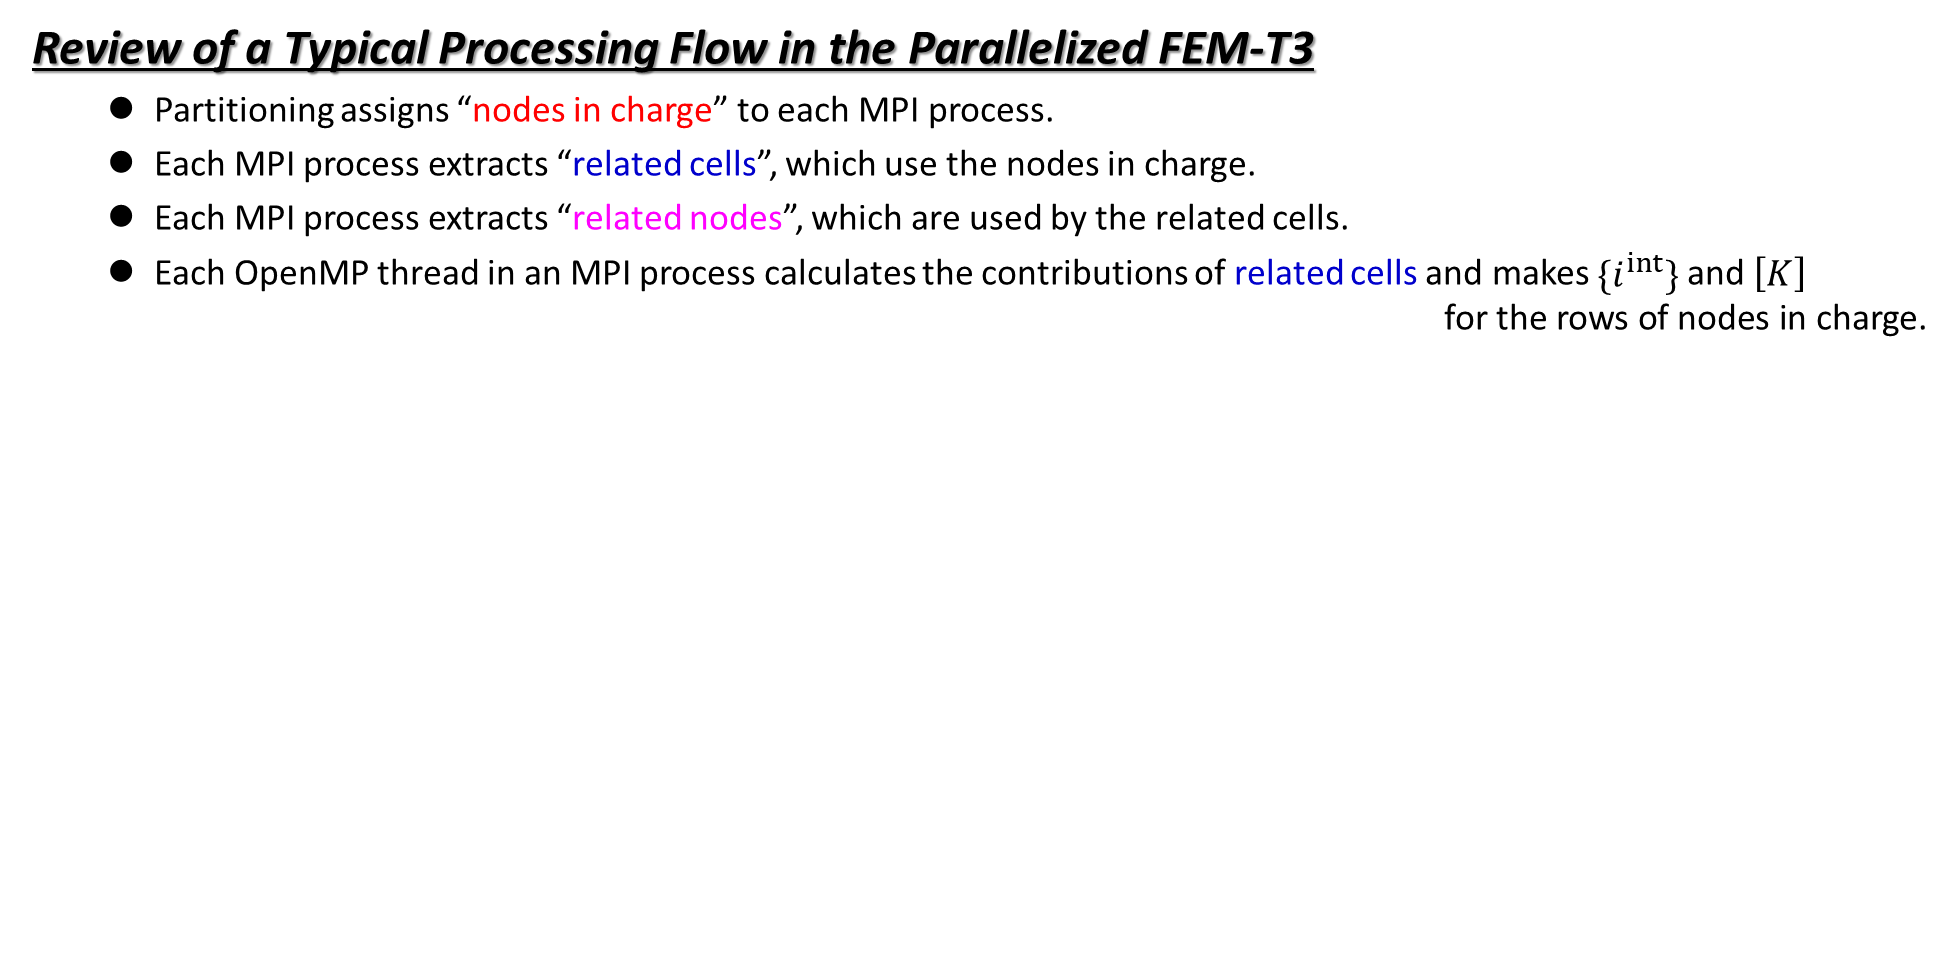 Review of a Typical Processing Flow in the Parallelized FEM-T3
● Partitioning assigns “nodes in charge” to each MPI process.
● Each MPI process extracts “related cells”, which use the nodes in charge.
● Each MPI process extracts “related nodes”, which are used by the related cells.
● Each OpenMP thread in an MPI process calculates the contributions of related cells and makes {i^int} and [K]
for the rows of nodes in charge.